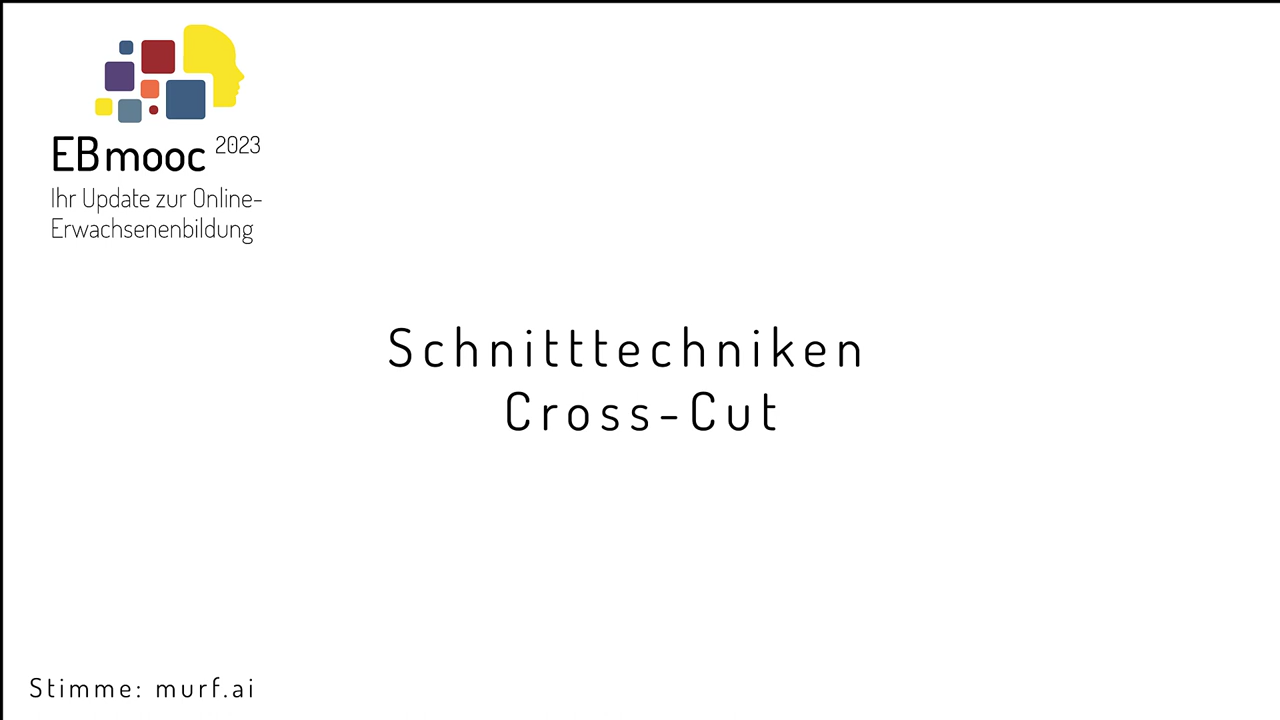 EBmooc 2023
Ihr Update zur Online-
Erwachsenenbildung
Schnitttechniken
Cross-Cut
Stimme: murf.ai